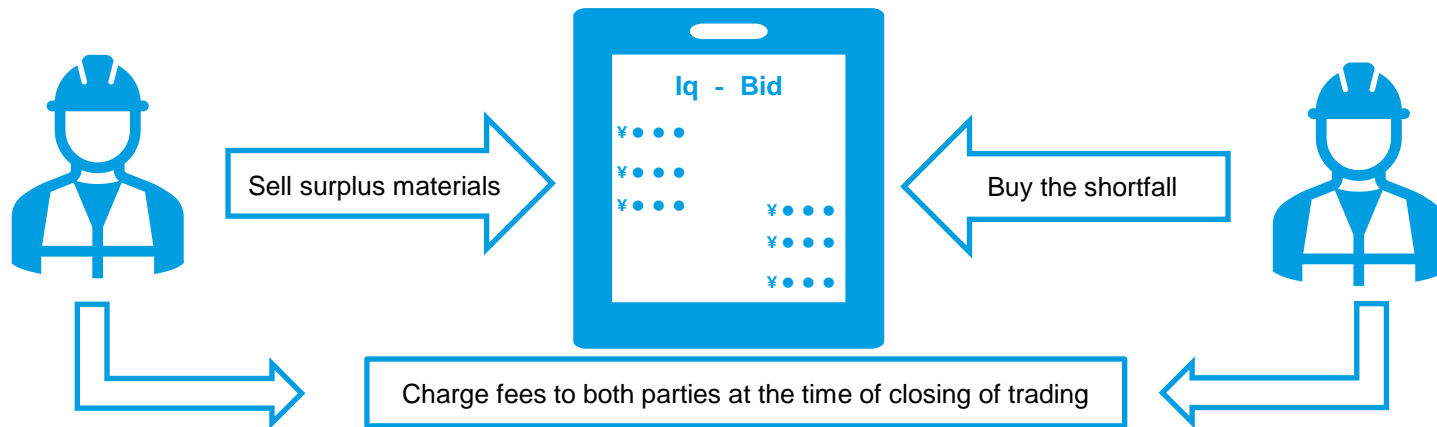 Iq - Bid
¥ ● ● ●
¥ ● ● ●
¥ ● ● ●
¥ ● ● ●
¥ ● ● ●
¥ ● ● ●
Sell surplus materials
Buy the shortfall
Charge fees to both parties at the time of closing of trading